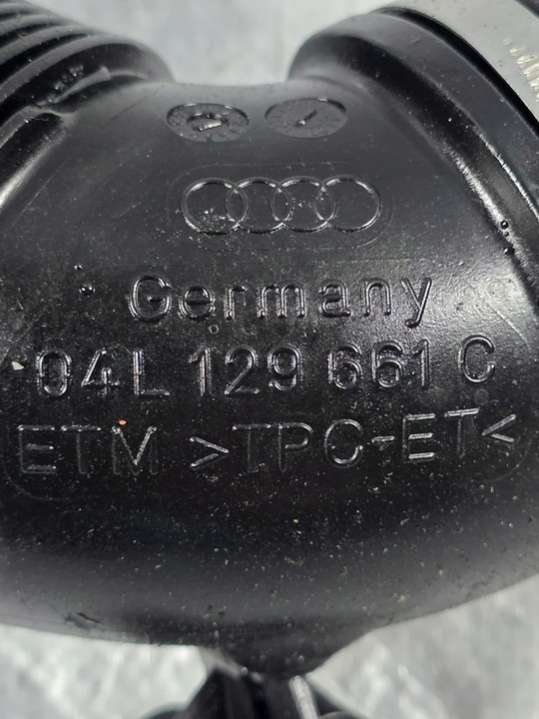 Germany
04L 129 661 C
ETM >TPC-ET<